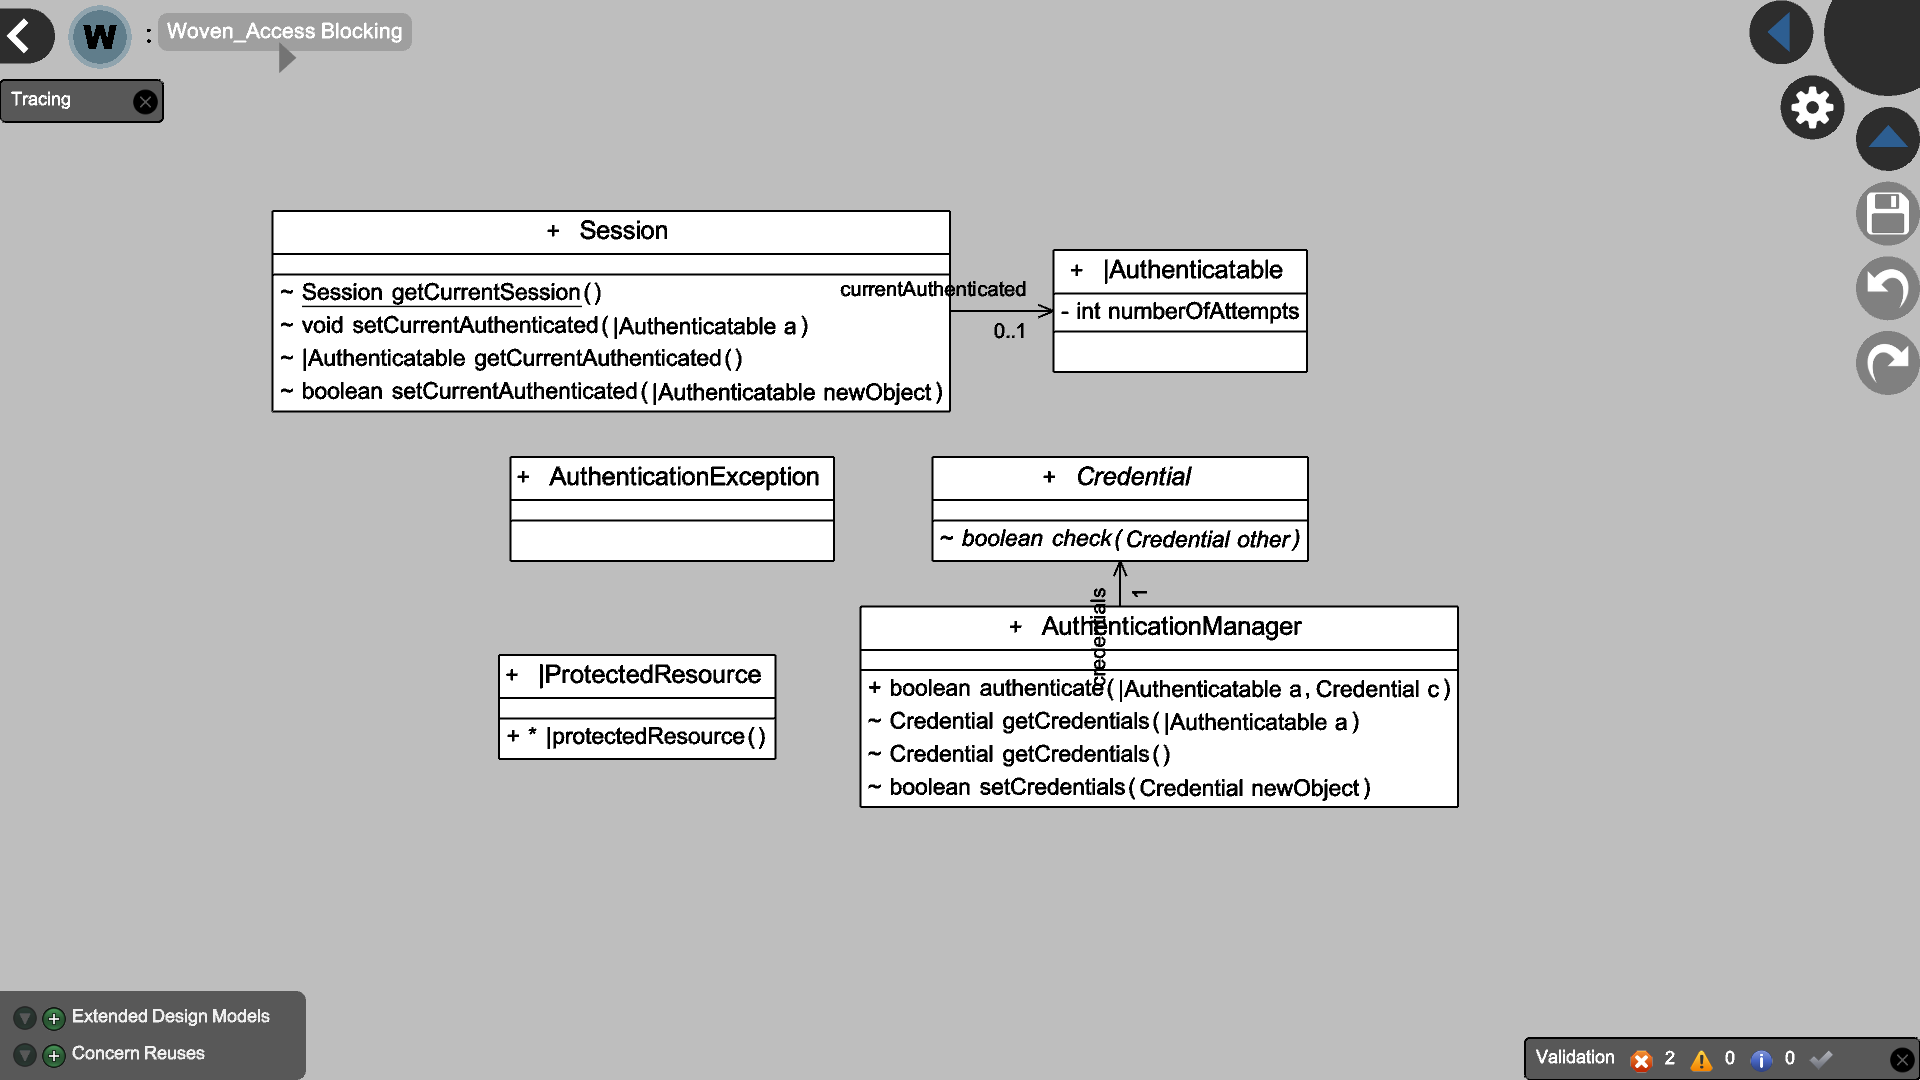 W : Woven_Access Blocking
Tracing
+ Session
~ Session getCurrentSession()
~ void setCurrentAuthenticated(|Authenticatable a)
~ |Authenticatable getCurrentAuthenticated()
~ boolean setCurrentAuthenticated(|Authenticatable newObject)
currentAuthenticated
0..1
+ |Authenticatable
- int numberOfAttempts
+ AuthenticationException
+ Credential
~ boolean check(Credential other)
credentials
1
+ AuthenticationManager
+ boolean authenticate(|Authenticatable a, Credential c)
~ Credential getCredentials(|Authenticatable a)
~ Credential getCredentials()
~ boolean setCredentials(Credential newObject)
+ |ProtectedResource
+ * |protectedResource()
Extended Design Models
Concern Reuses
Validation 2 0 0